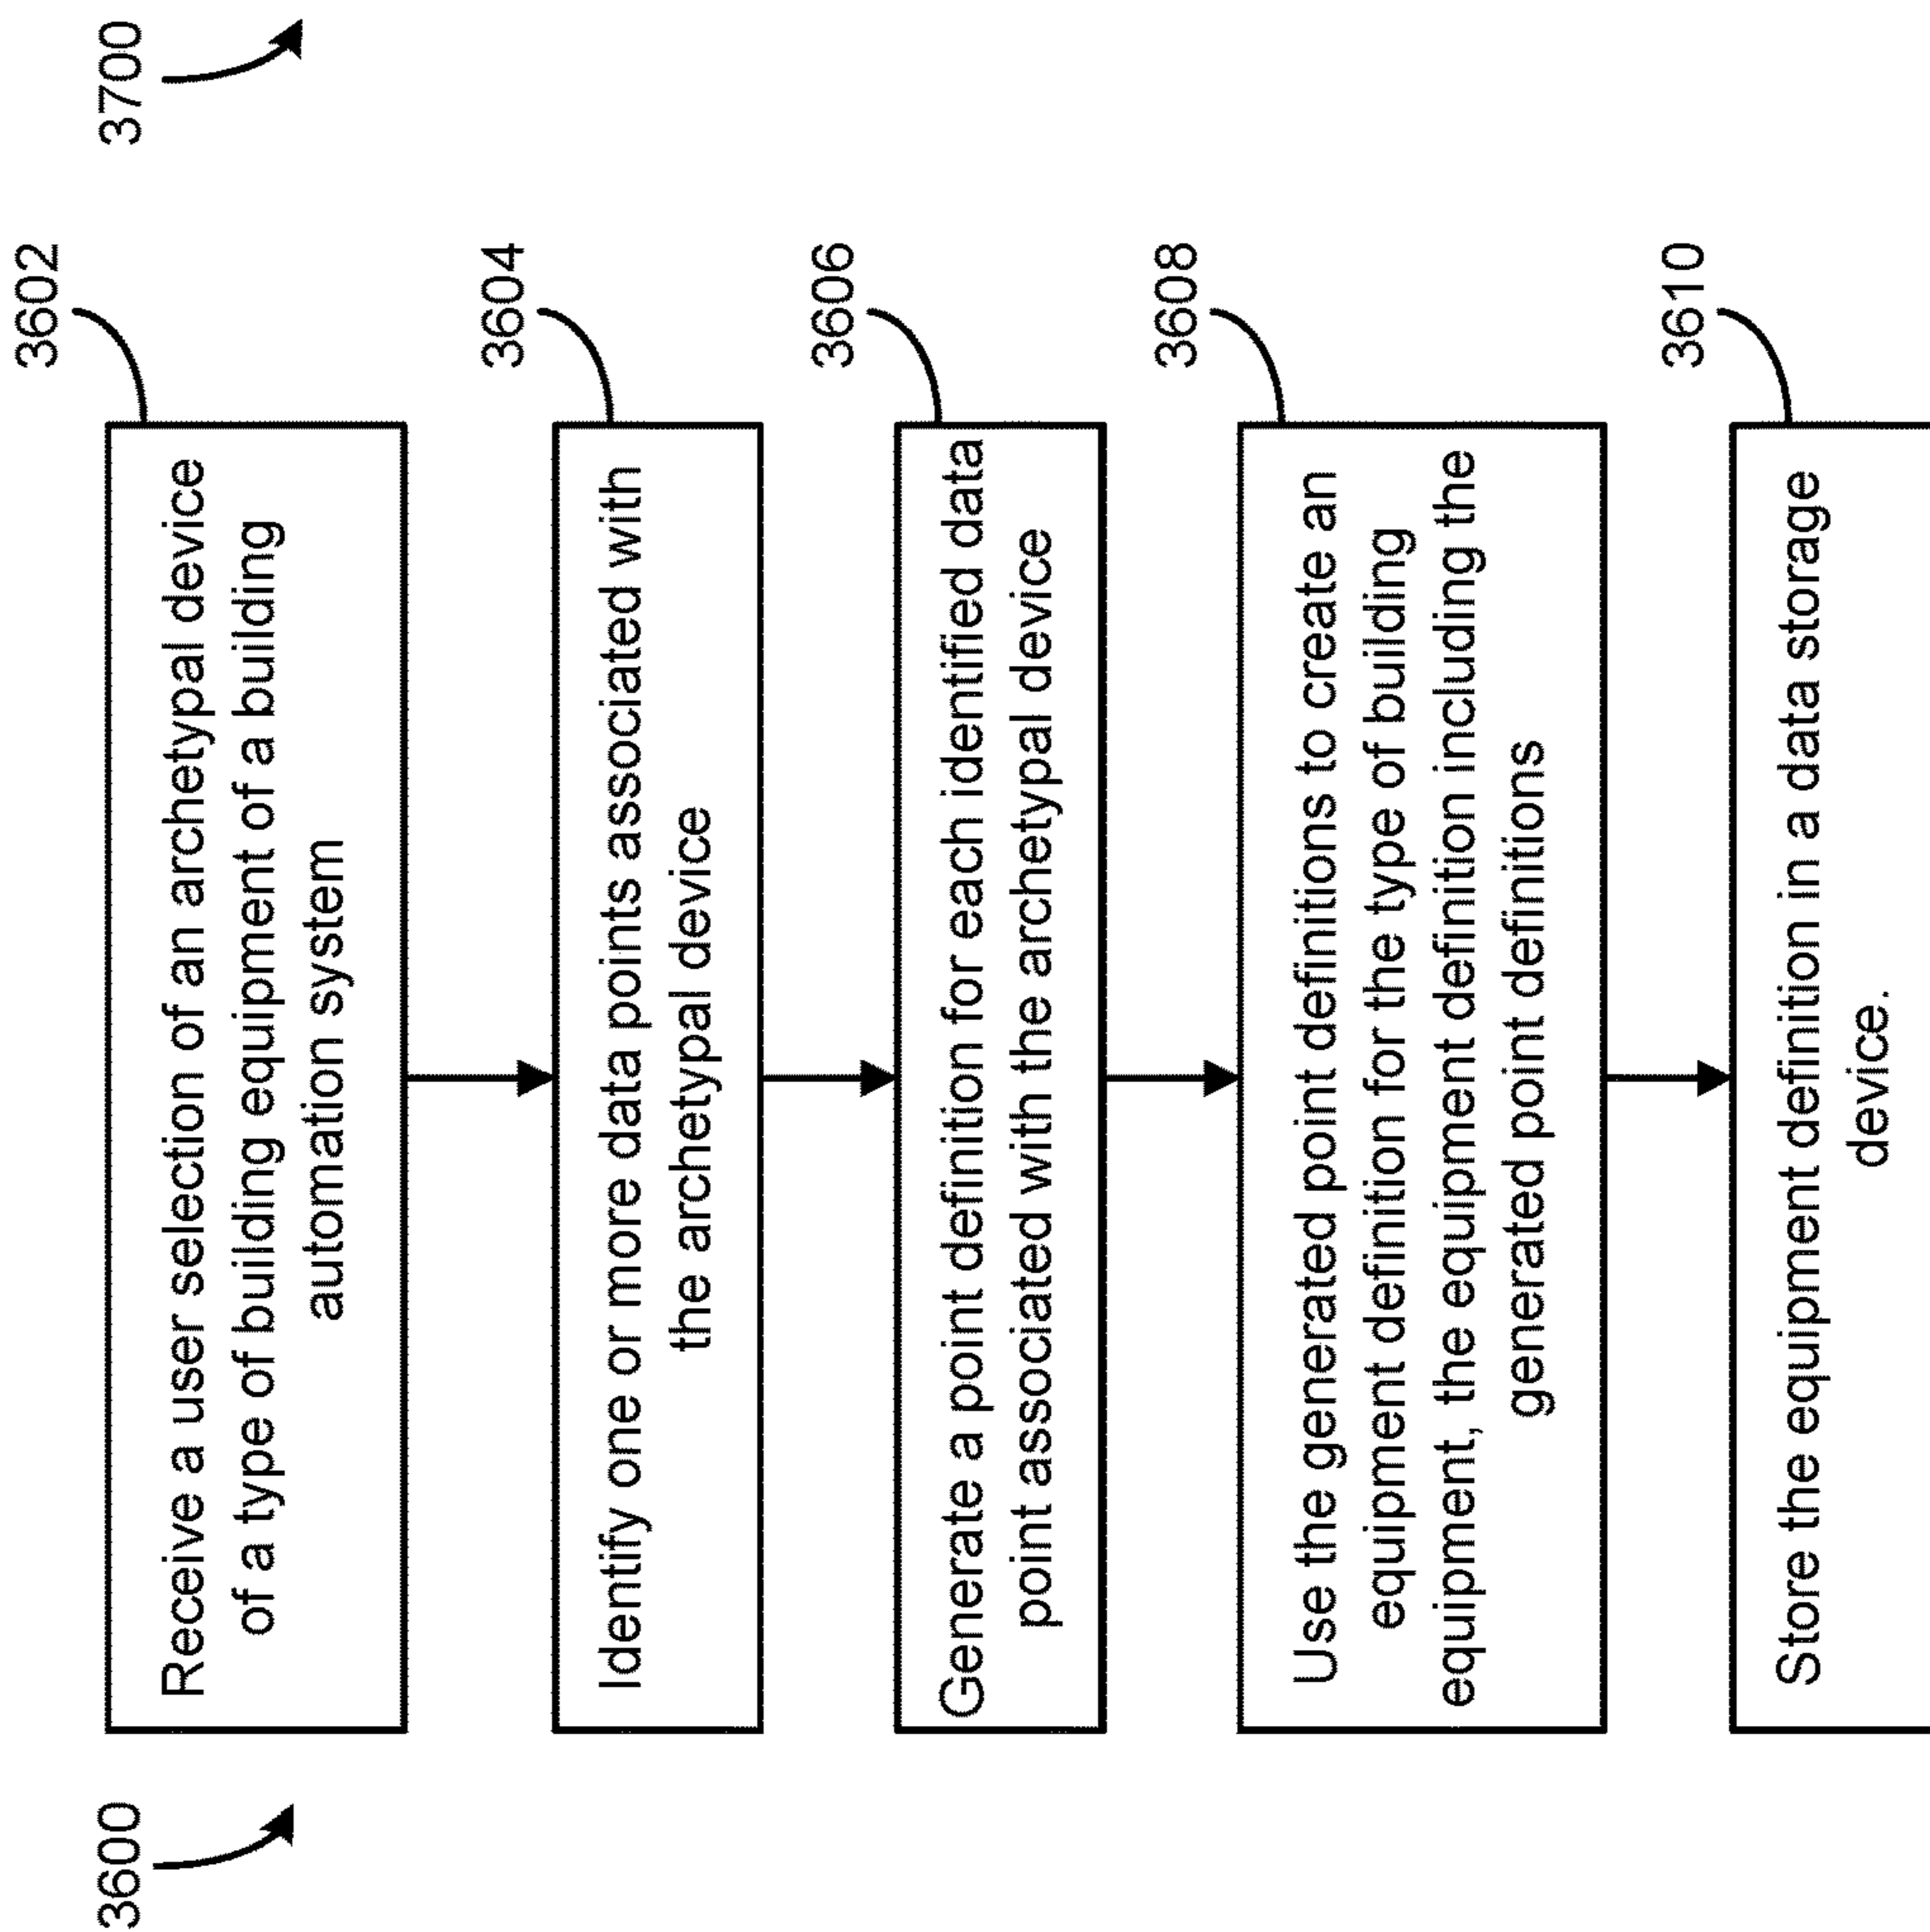 3600
3602
Receive a user selection of an archetypal device
of a type of building equipment of a building
automation system
3604
Identify one or more data points associated with
the archetypal device
3606
Generate a point definition for each identified data
point associated with the archetypal device
3608
Use the generated point definitions to create an
equipment definition for the type of building
equipment, the equipment definition including the
generated point definitions
3610
Store the equipment definition in a data storage
device.
3700